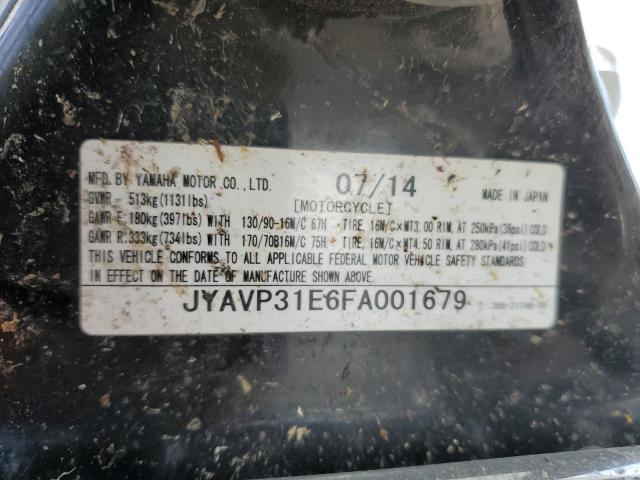 MFD. BY YAMAHA MOTOR CO., LTD. 07/14 MADE IN JAPAN
GVWR - 513kg(1131lbs) [MOTORCYCLE]
GAWR F: 180kg(397lbs) WITH 130/90-16M/C 67H TIRE, 16M/C×MT3.00 RIM, AT 250kPa(36psi) COLD
GAWR R: 333kg(734lbs) WITH 170/70B16M/C 75H TIRE, 16M/C×MT4.50 RIM, AT 280kPa(41psi) COLD
THIS VEHICLE CONFORMS TO ALL APPLICABLE FEDERAL MOTOR VEHICLE SAFETY STANDARDS
IN EFFECT ON THE DATE OF MANUFACTURE SHOWN ABOVE.
JYAVP31E6FA001679